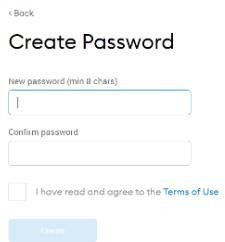 < Back
Create Password
New password (min 8 chars)
Confirm password
I have read and agree to the Terms of Use
Create